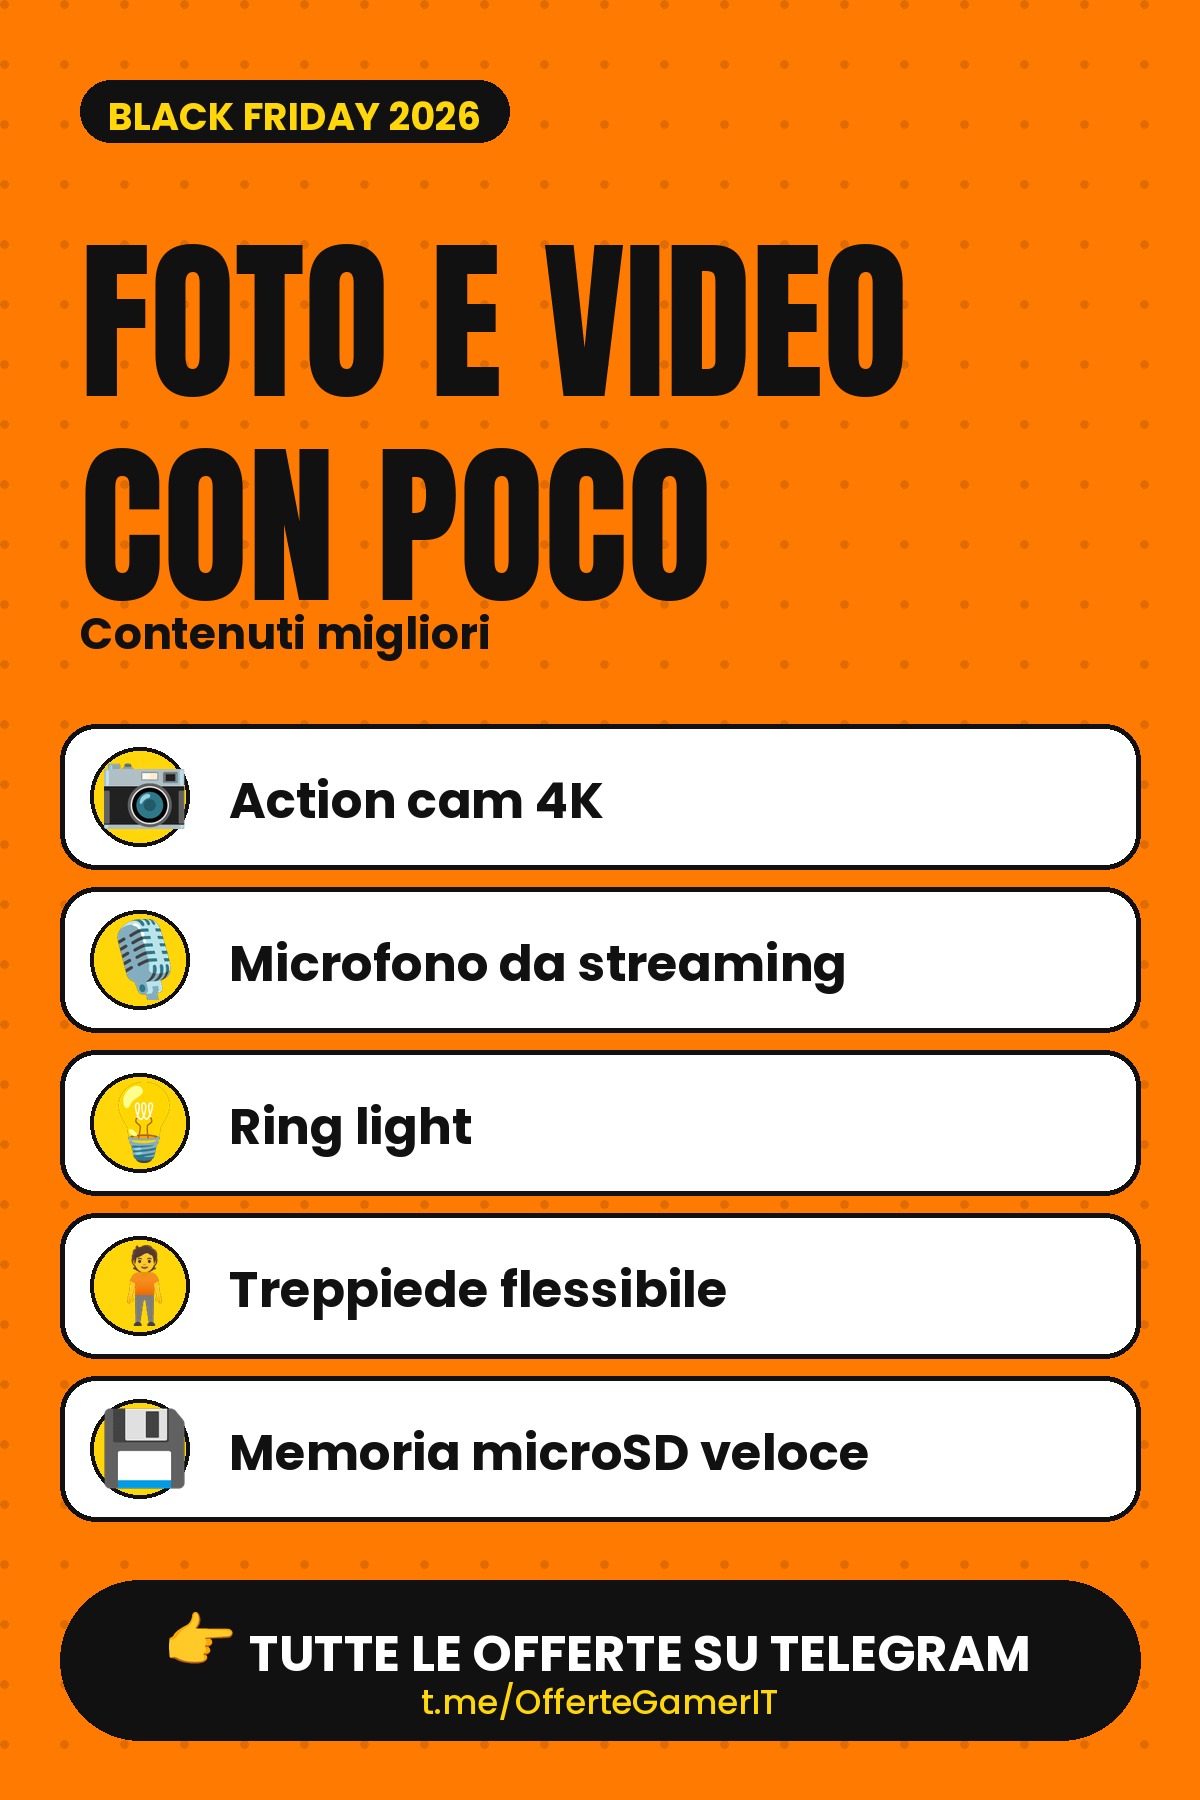 BLACK FRIDAY 2026
FOTO E VIDEO
CON POCO
Contenuti migliori
Action cam 4K
Microfono da streaming
Ring light
Treppiede flessibile
Memoria microSD veloce
👉 TUTTE LE OFFERTE SU TELEGRAM
t.me/OfferteGamerIT